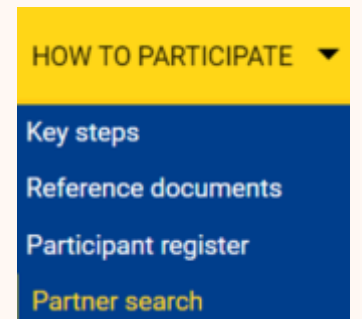 HOW TO PARTICIPATE
Key steps
Reference documents
Participant register
Partner search